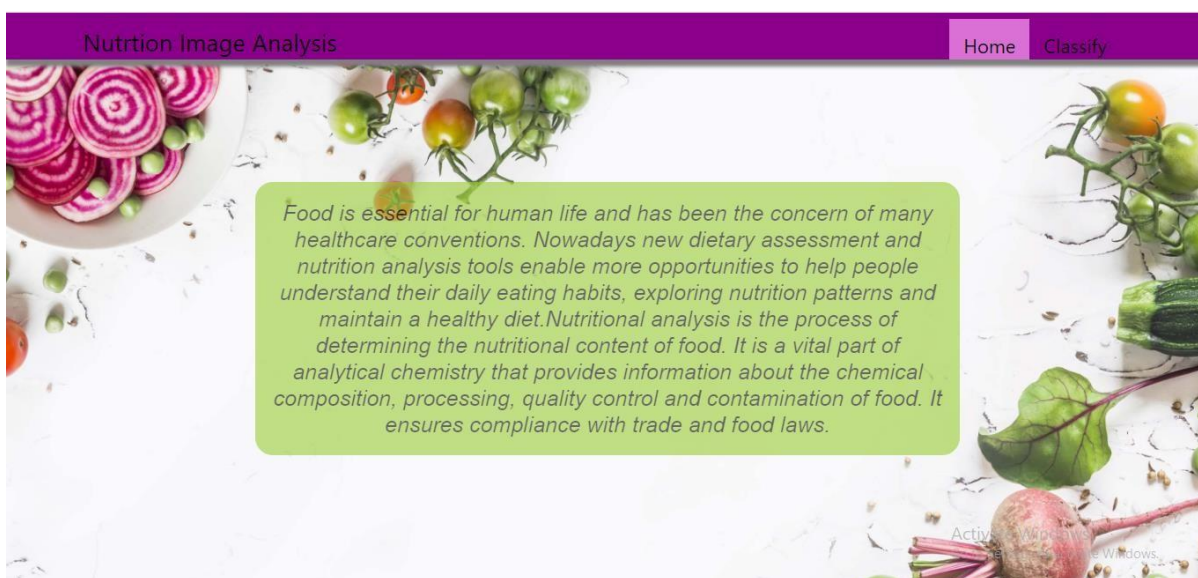 Nutrtion Image Analysis
Home Classify
Food is essential for human life and has been the concern of many
healthcare conventions. Nowadays new dietary assessment and
nutrition analysis tools enable more opportunities to help people
understand their daily eating habits, exploring nutrition patterns and
maintain a healthy diet.Nutritional analysis is the process of
determining the nutritional content of food. It is a vital part of
analytical chemistry that provides information about the chemical
composition, processing, quality control and contamination of food. It
ensures compliance with trade and food laws.
Windows
Windows.